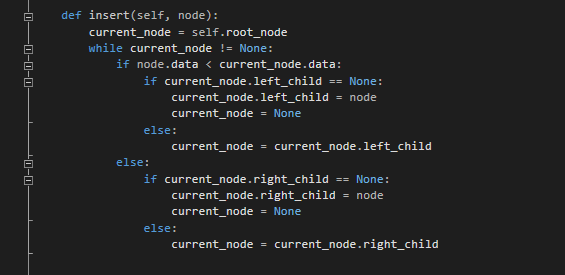 def insert(self, node):
    current_node = self.root_node
    while current_node != None:
        if node.data < current_node.data:
            if current_node.left_child == None:
                current_node.left_child = node
                current_node = None
            else:
                current_node = current_node.left_child
        else:
            if current_node.right_child == None:
                current_node.right_child = node
                current_node = None
            else:
                current_node = current_node.right_child